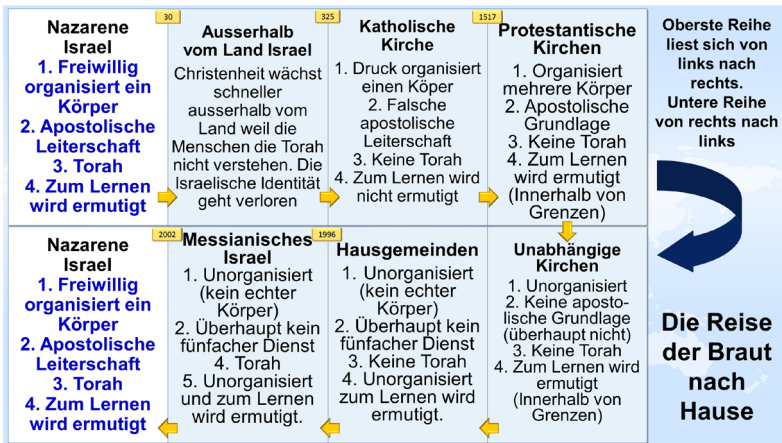 30
325
1517
Nazarene
Israel
1. Freiwillig
organisiert ein
Körper
2. Apostolische
Leiterschaft
3. Torah
4. Zum Lernen
wird ermutigt
Ausserhalb
vom Land Israel
Christenheit wächst
schneller
ausserhalb vom
Land weil die
Menschen die Torah
nicht verstehen. Die
Israelische Identität
geht verloren
Katholische
Kirche
1. Druck organisiert
einen Köper
2. Falsche
apostolische
Leiterschaft
3. Keine Torah
4. Zum Lernen wird
nicht ermutigt
Protestantische
Kirchen
1. Organisiert
mehrere Körper
2. Apostolische
Grundlage
3. Keine Torah
4. Zum Lernen
wird ermutigt
(Innerhalb von
Grenzen)
Oberste Reihe
liest sich von
links nach
rechts.
Untere Reihe
von rechts nach
links
2002
1996
Nazarene
Israel
1. Freiwillig
organisiert ein
Körper
2. Apostolische
Leiterschaft
3. Torah
4. Zum Lernen
wird ermutigt
Messianisches
Israel
1. Unorganisiert
(kein echter
Körper)
2. Überhaupt kein
fünfacher Dienst
4. Torah
5. Unorganisiert
und zum Lernen
wird ermutigt.
Hausgemeinden
1. Unorganisiert
(kein echter
Körper)
2. Überhaupt kein
fünfacher Dienst
3. Keine Torah
4. Unorganisiert
zum Lernen wird
ermutigt.
Unabhängige
Kirchen
1. Unorganisiert
2. Keine aposto-
lische Grundlage
(überhaupt nicht)
3. Keine Torah
4. Zum Lernen wird
ermutigt
(Innerhalb von
Grenzen)
Die Reise
der Braut
nach
Hause